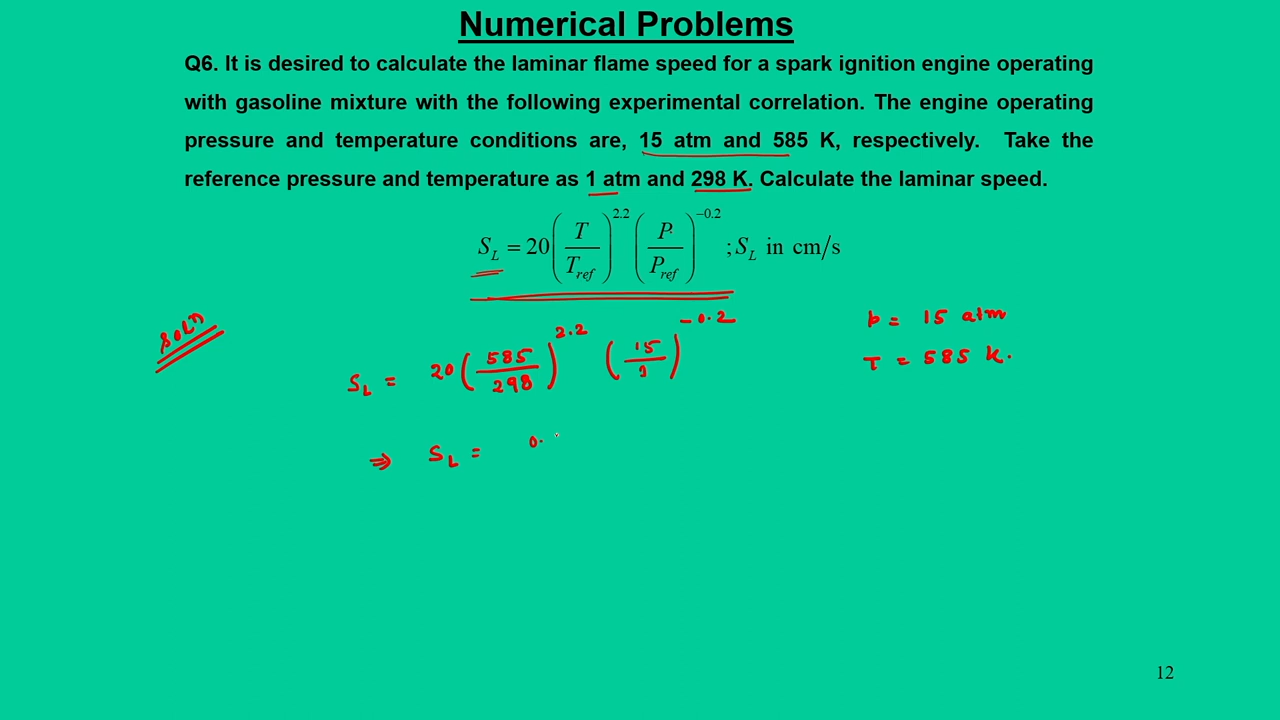 Numerical Problems
Q6. It is desired to calculate the laminar flame speed for a spark ignition engine operating
with gasoline mixture with the following experimental correlation. The engine operating
pressure and temperature conditions are, 15 atm and 585 K, respectively. Take the
reference pressure and temperature as 1 atm and 298 K. Calculate the laminar speed.
S_L = 20 (T/T_ref)^2.2 (P/P_ref)^−0.2 ; S_L in cm/s
Soln
p = 15 atm
T = 585 K.
S_L = 20 (585/298)^2.2 (15/1)^-0.2
⇒ S_L = 0.
12